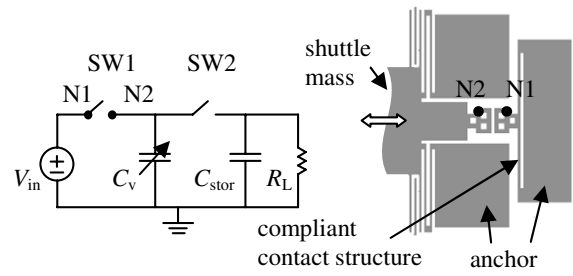 SW1
SW2
N1
N2
V_in
C_v
C_stor
R_L
shuttle
mass
N2
N1
compliant
contact structure
anchor